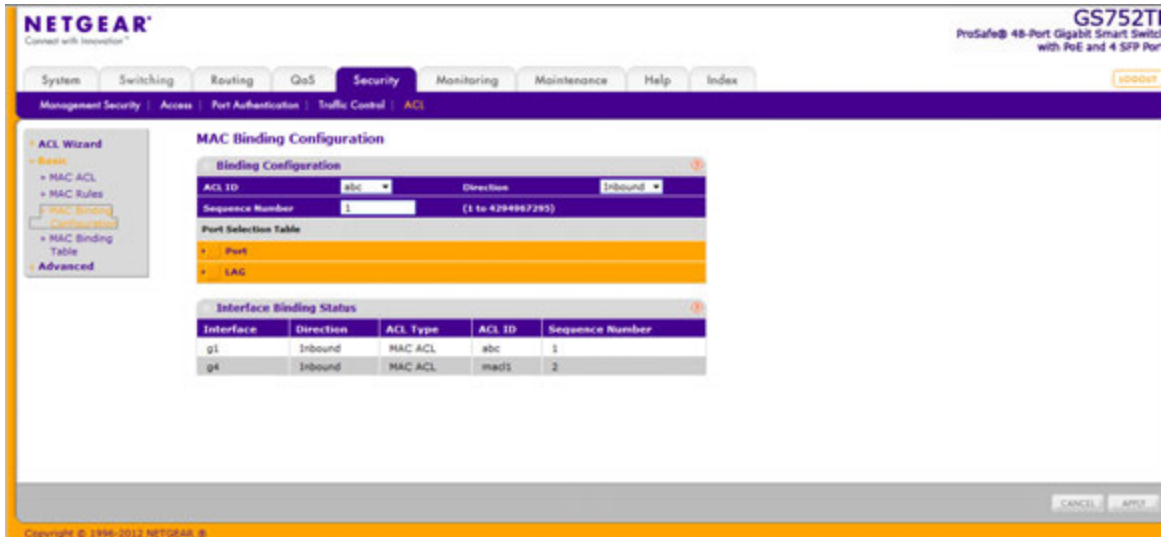 NETGEAR®
Connect with Innovation™
GS752T
ProSafe® 48-Port Gigabit Smart Switc
with PoE and 4 SFP Port
System Switching Routing QoS Security Monitoring Maintenance Help Index
LOGOUT
Management Security | Access | Port Authentication | Traffic Control | ACL
ACL Wizard
Basic
MAC ACL
MAC Rules
MAC Binding
Configuration
MAC Binding
Table
Advanced
MAC Binding Configuration
Binding Configuration
ACL ID abc Direction Inbound
Sequence Number 1 (1 to 4294967295)
Port Selection Table
Port
LAG
Interface Binding Status
Interface Direction ACL Type ACL ID Sequence Number
g1 Inbound MAC ACL abc 1
g4 Inbound MAC ACL macl1 2
CANCEL APPLY
Copyright © 1996-2012 NETGEAR ®